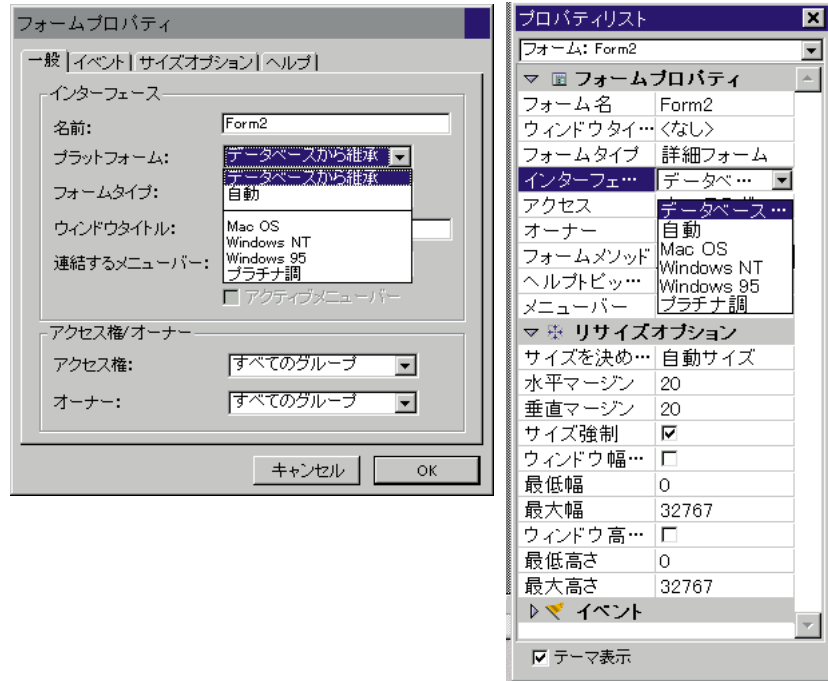 フォームプロパティ
一般 イベント サイズオプション ヘルプ
インターフェース
名前: Form2
プラットフォーム: データベースから継承
データベースから継承
自動
Mac OS
Windows NT
Windows 95
プラチナ調
フォームタイプ:
ウィンドウタイトル:
連結するメニューバー:
アクティブメニューバー
アクセス権/オーナー
アクセス権: すべてのグループ
オーナー: すべてのグループ
キャンセル OK
プロパティリスト
フォーム: Form2
フォームプロパティ
フォーム名 Form2
ウィンドウタイ… <なし>
フォームタイプ 詳細フォーム
インターフェ… データベ…
アクセス
オーナー
フォームメソッド
ヘルプトピッ…
メニューバー
データベース…
自動
Mac OS
Windows NT
Windows 95
プラチナ調
リサイズオプション
サイズを決め… 自動サイズ
水平マージン 20
垂直マージン 20
サイズ強制
ウィンドウ幅…
最低幅 0
最大幅 32767
ウィンドウ高…
最低高さ 0
最大高さ 32767
イベント
テーマ表示